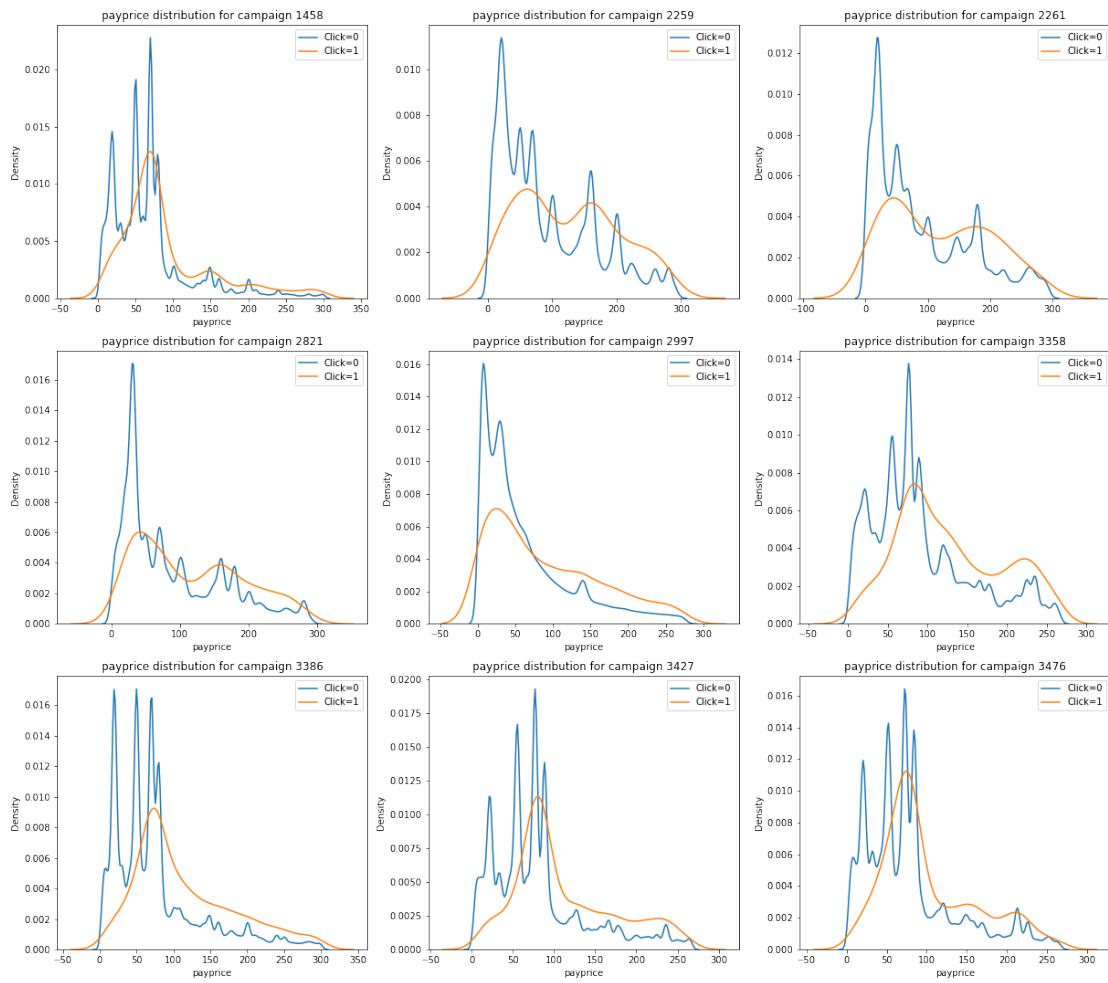 payprice distribution for campaign 1458
Click=0
Click=1
0.020
0.015
0.010
0.005
0.000
Density
−50 0 50 100 150 200 250 300 350
payprice
payprice distribution for campaign 2259
Click=0
Click=1
0.010
0.008
0.006
0.004
0.002
0.000
Density
0 100 200 300
payprice
payprice distribution for campaign 2261
Click=0
Click=1
0.012
0.010
0.008
0.006
0.004
0.002
0.000
Density
−100 0 100 200 300
payprice
payprice distribution for campaign 2821
Click=0
Click=1
0.016
0.014
0.012
0.010
0.008
0.006
0.004
0.002
0.000
Density
0 100 200 300
payprice
payprice distribution for campaign 2997
Click=0
Click=1
0.016
0.014
0.012
0.010
0.008
0.006
0.004
0.002
0.000
Density
−50 0 50 100 150 200 250 300
payprice
payprice distribution for campaign 3358
Click=0
Click=1
0.014
0.012
0.010
0.008
0.006
0.004
0.002
0.000
Density
−50 0 50 100 150 200 250 300
payprice
payprice distribution for campaign 3386
Click=0
Click=1
0.016
0.014
0.012
0.010
0.008
0.006
0.004
0.002
0.000
Density
−50 0 50 100 150 200 250 300 350
payprice
payprice distribution for campaign 3427
Click=0
Click=1
0.0200
0.0175
0.0150
0.0125
0.0100
0.0075
0.0050
0.0025
0.0000
Density
−50 0 50 100 150 200 250 300
payprice
payprice distribution for campaign 3476
Click=0
Click=1
0.016
0.014
0.012
0.010
0.008
0.006
0.004
0.002
0.000
Density
−50 0 50 100 150 200 250 300
payprice